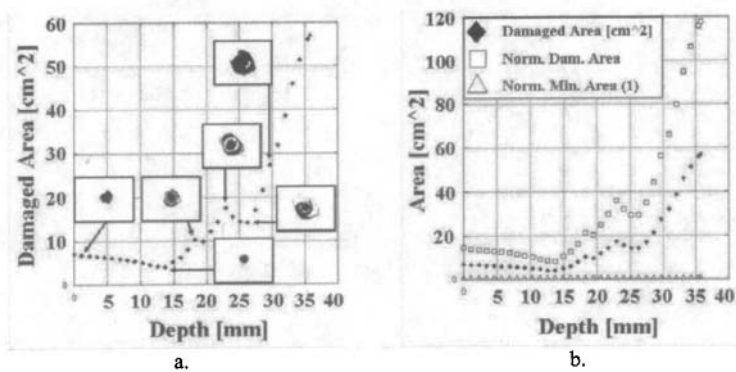 60
50
40
30
20
10
0
Damaged Area [cm^2]
0 5 10 15 20 25 30 35 40
Depth [mm]
a.
120
100
80
60
40
20
0
Area [cm^2]
Damaged Area [cm^2]
Norm. Dam. Area
Norm. Min. Area (1)
0 5 10 15 20 25 30 35 40
Depth [mm]
b.